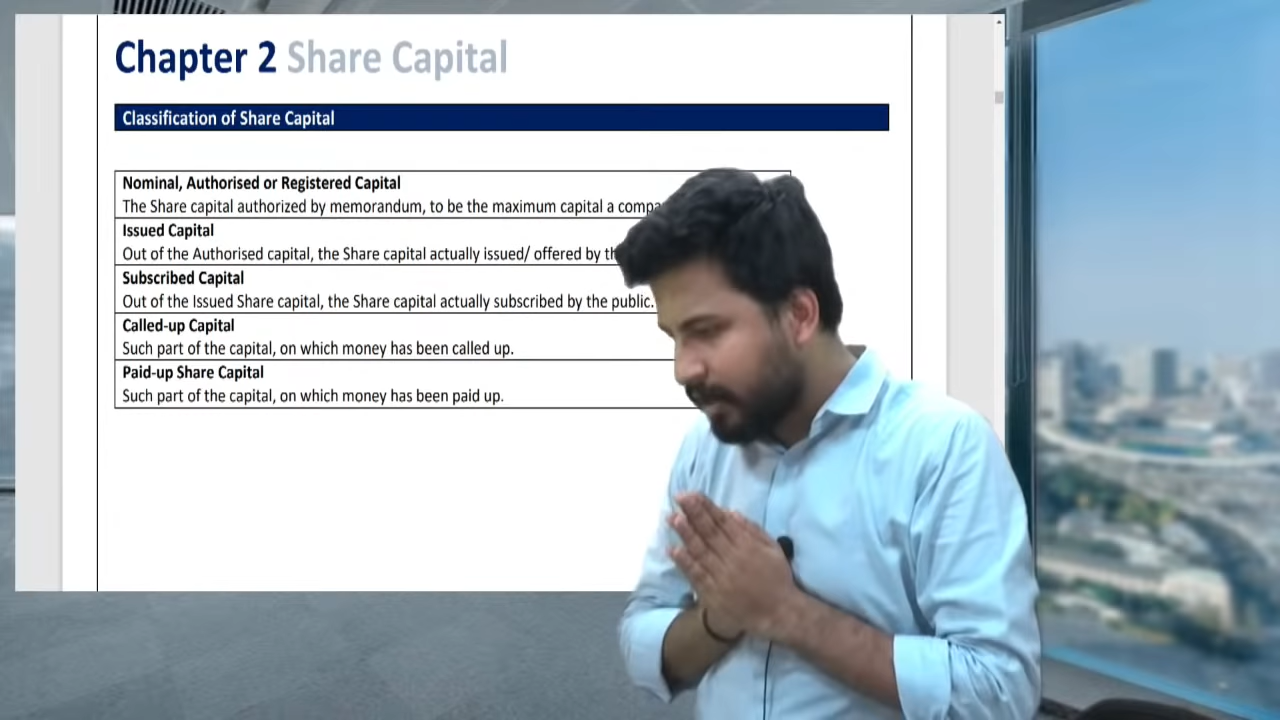 Chapter 2 Share Capital
Classification of Share Capital
Nominal, Authorised or Registered Capital
The Share capital authorized by memorandum, to be the maximum capital a
Issued Capital
Out of the Authorised capital, the Share capital actually issued/ offered by
Subscribed Capital
Out of the Issued Share capital, the Share capital actually subscribed by the public.
Called-up Capital
Such part of the capital, on which money has been called up.
Paid-up Share Capital
Such part of the capital, on which money has been paid up.